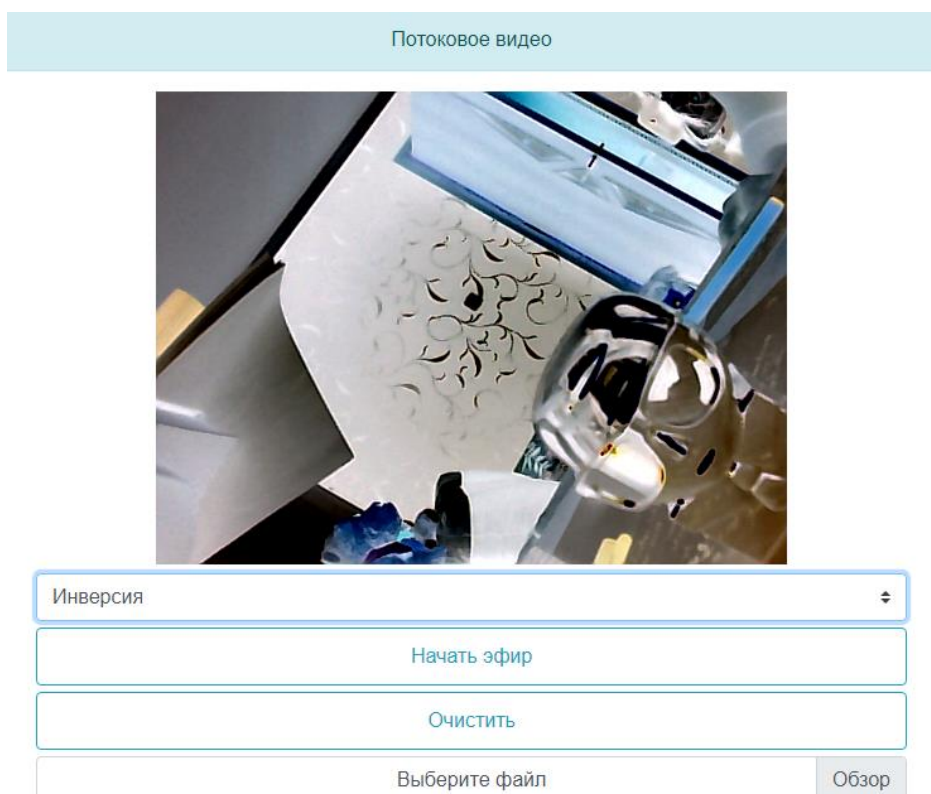 Потоковое видео
Инверсия
Начать эфир
Очистить
Выберите файл Обзор